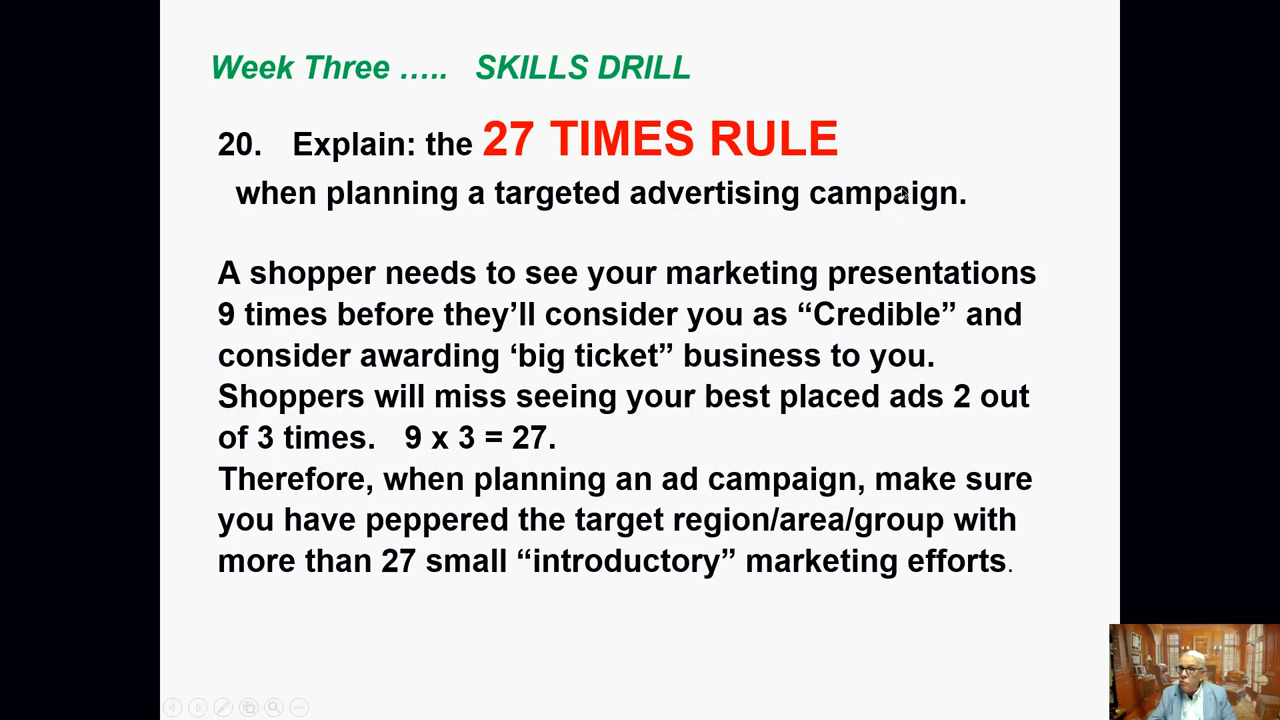 Week Three ….. SKILLS DRILL
20. Explain: the 27 TIMES RULE
when planning a targeted advertising campaign.
A shopper needs to see your marketing presentations
9 times before they’ll consider you as “Credible” and
consider awarding ‘big ticket” business to you.
Shoppers will miss seeing your best placed ads 2 out
of 3 times. 9 x 3 = 27.
Therefore, when planning an ad campaign, make sure
you have peppered the target region/area/group with
more than 27 small “introductory” marketing efforts.